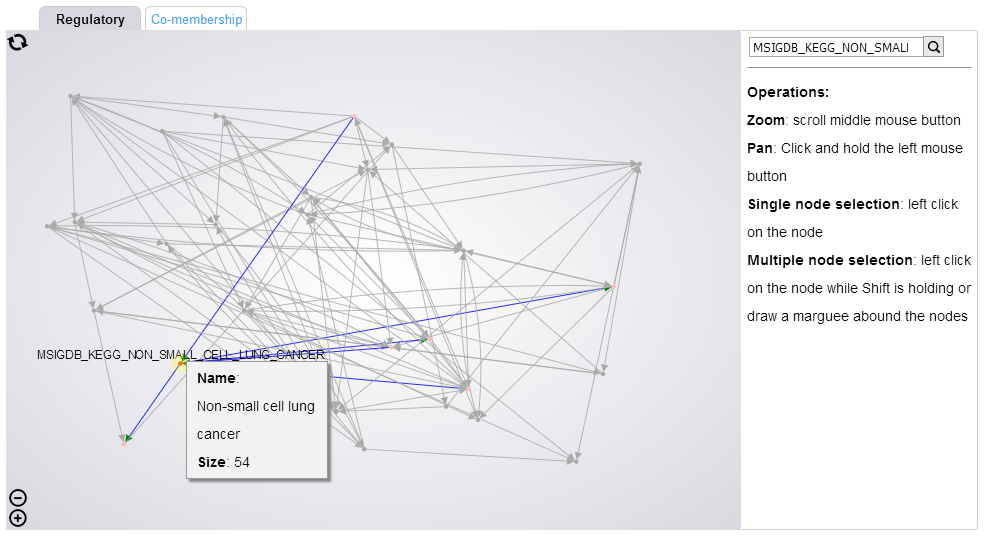 Regulatory
Co-membership
MSIGDB_KEGG_NON_SMALL_CELL_LUNG_CANCER
Name:
Non-small cell lung
cancer
Size: 54
MSIGDB_KEGG_NON_SMALL
Operations:
Zoom: scroll middle mouse button
Pan: Click and hold the left mouse
button
Single node selection: left click
on the node
Multiple node selection: left click
on the node while Shift is holding or
draw a marguee abound the nodes